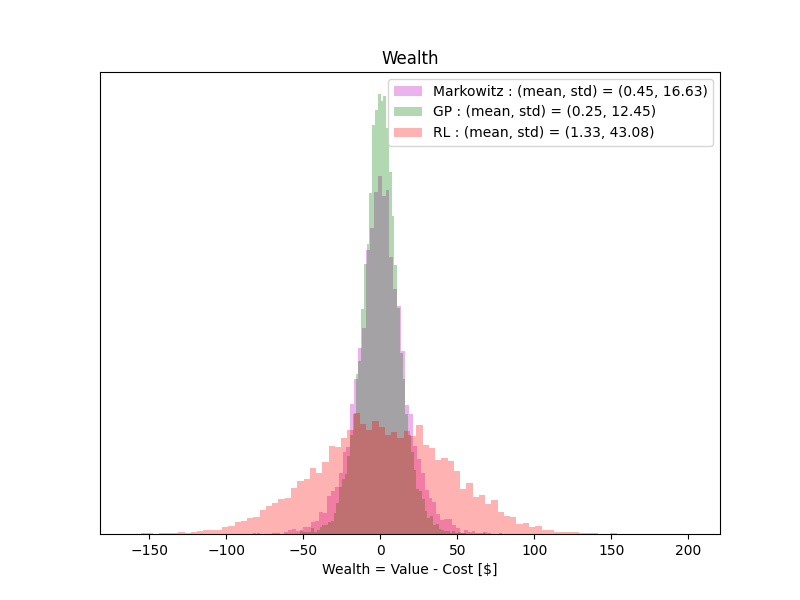 Wealth
Markowitz : (mean, std) = (0.45, 16.63)
GP : (mean, std) = (0.25, 12.45)
RL : (mean, std) = (1.33, 43.08)
−150 −100 −50 0 50 100 150 200
Wealth = Value - Cost [$]